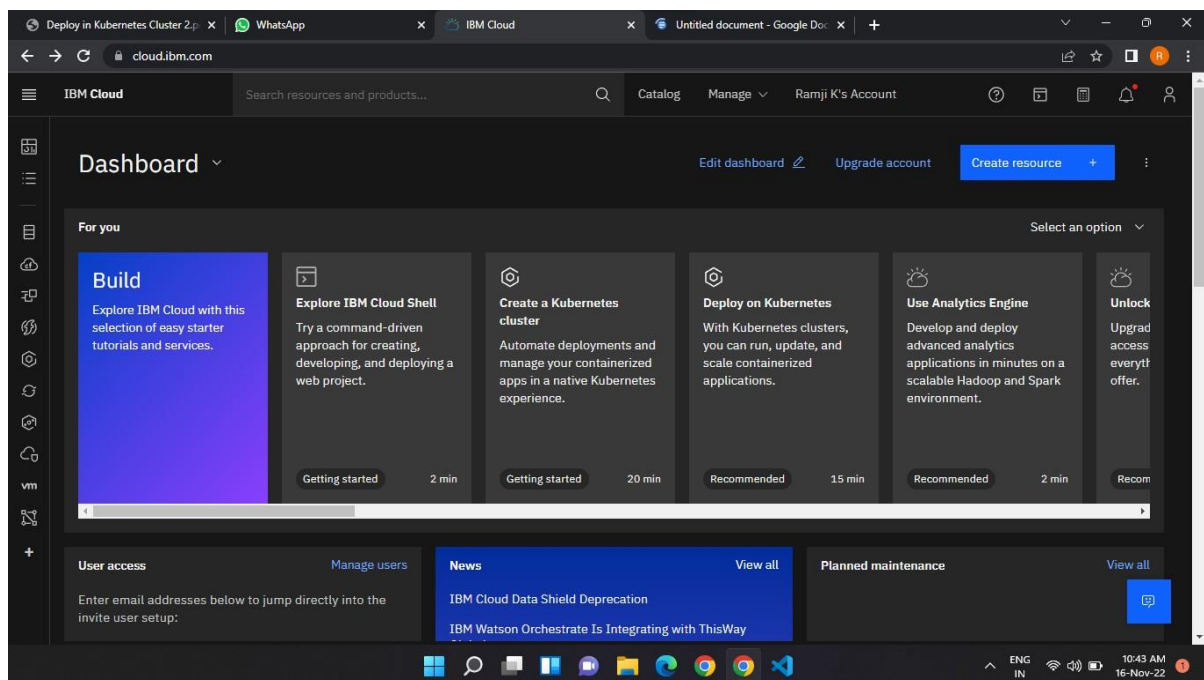 Deploy in Kubernetes Cluster 2.p
WhatsApp
IBM Cloud
Untitled document - Google Doc
cloud.ibm.com
R
IBM Cloud
Search resources and products...
Catalog
Manage
Ramji K's Account
Dashboard
Edit dashboard
Upgrade account
Create resource +
For you
Select an option
Build
Explore IBM Cloud with this
selection of easy starter
tutorials and services.
Explore IBM Cloud Shell
Try a command-driven
approach for creating,
developing, and deploying a
web project.
Getting started
2 min
Create a Kubernetes
cluster
Automate deployments and
manage your containerized
apps in a native Kubernetes
experience.
Getting started
20 min
Deploy on Kubernetes
With Kubernetes clusters,
you can run, update, and
scale containerized
applications.
Recommended
15 min
Use Analytics Engine
Develop and deploy
advanced analytics
applications in minutes on a
scalable Hadoop and Spark
environment.
Recommended
2 min
Unlock
Upgrad
access
everyth
offer.
Recom
vm
User access
Manage users
Enter email addresses below to jump directly into the
invite user setup:
News
View all
IBM Cloud Data Shield Deprecation
IBM Watson Orchestrate Is Integrating with ThisWay
Planned maintenance
View all
ENG
IN
10:43 AM
16-Nov-22
1